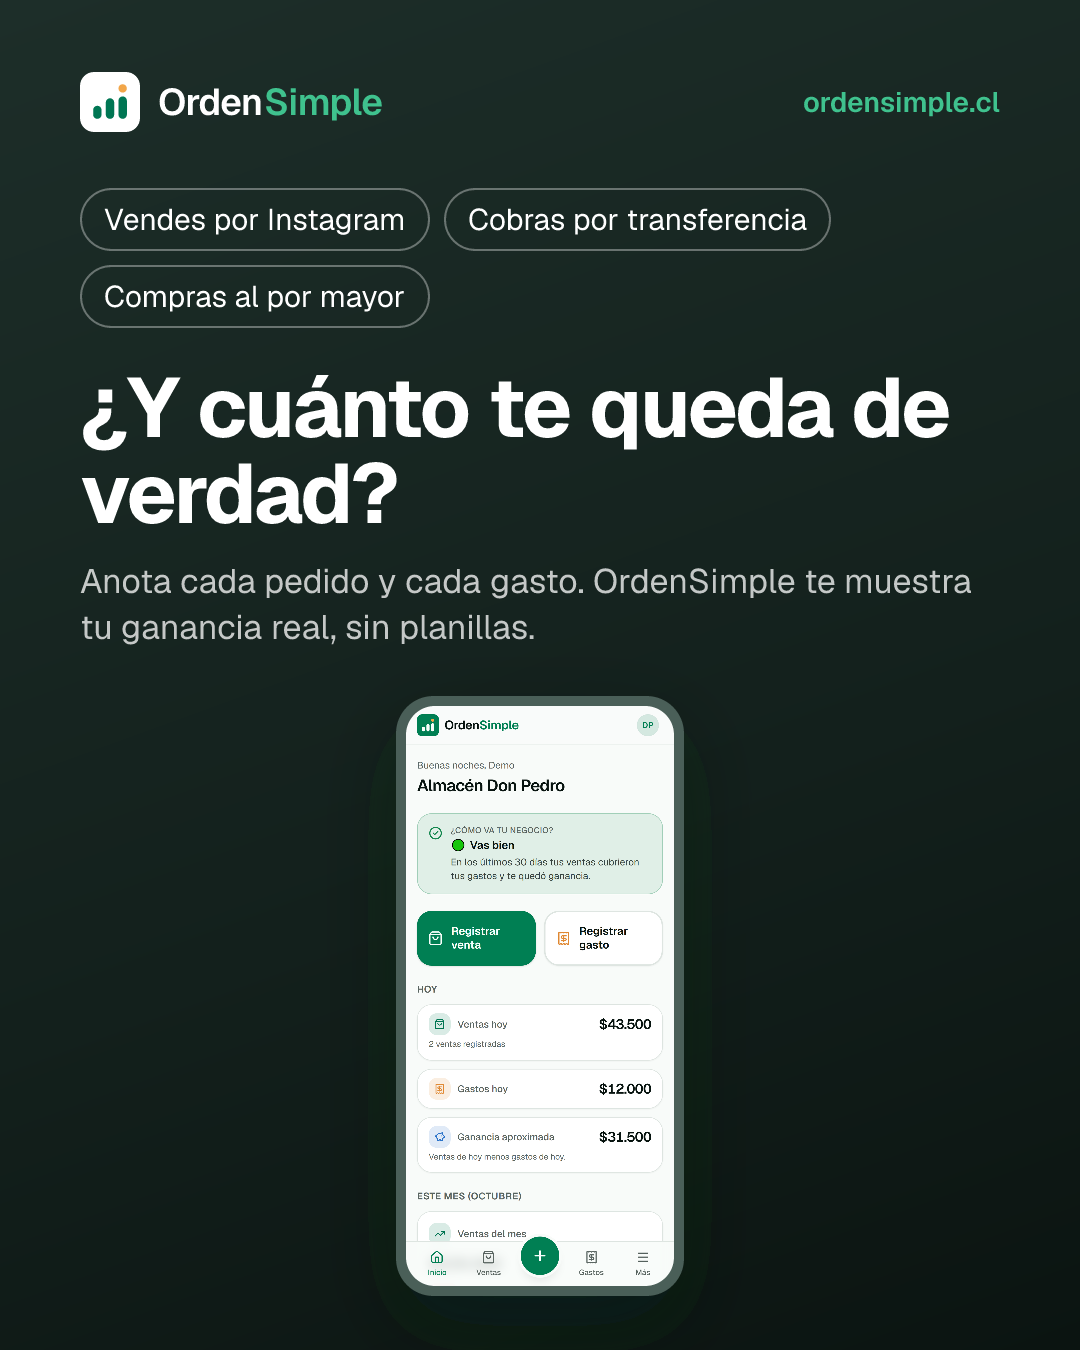 OrdenSimple
ordensimple.cl
Vendes por Instagram
Cobras por transferencia
Compras al por mayor
¿Y cuánto te queda de
verdad?
Anota cada pedido y cada gasto. OrdenSimple te muestra
tu ganancia real, sin planillas.
OrdenSimple
DP
Buenas noches, Demo
Almacén Don Pedro
¿CÓMO VA TU NEGOCIO?
Vas bien
En los últimos 30 días tus ventas cubrieron
tus gastos y te quedó ganancia.
Registrar
venta
Registrar
gasto
HOY
Ventas hoy
$43.500
2 ventas registradas
Gastos hoy
$12.000
Ganancia aproximada
$31.500
Ventas de hoy menos gastos de hoy.
ESTE MES (OCTUBRE)
Ventas del mes
Inicio
Ventas
Gastos
Más